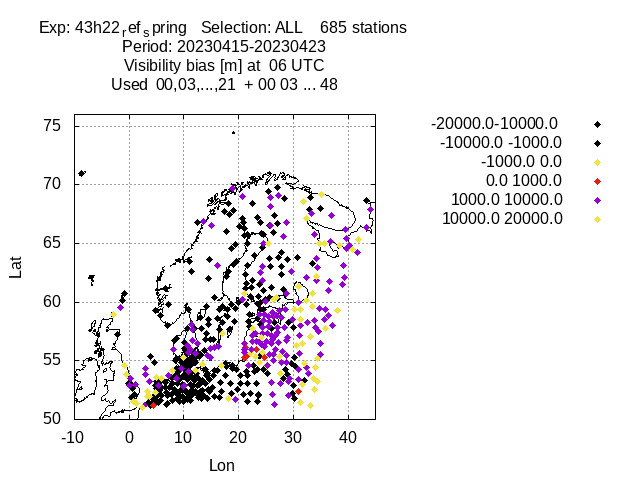 Exp: 43h22refspring   Selection: ALL    685 stations
Period: 20230415-20230423
Visibility bias [m] at  06 UTC
Used  00,03,...,21  + 00 03 ... 48
-20000.0-10000.0
-10000.0 -1000.0
-1000.0 0.0
0.0 1000.0
1000.0 10000.0
10000.0 20000.0
75
70
65
60
55
50
Lat
-10 0 10 20 30 40
Lon